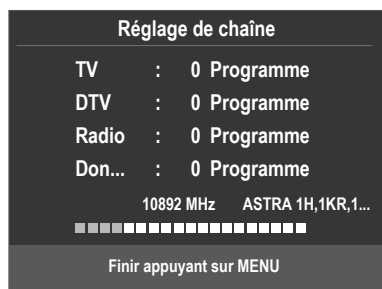 Réglage de chaîne
TV : 0 Programme
DTV : 0 Programme
Radio : 0 Programme
Don... : 0 Programme
10892 MHz ASTRA 1H,1KR,1...
Finir appuyant sur MENU